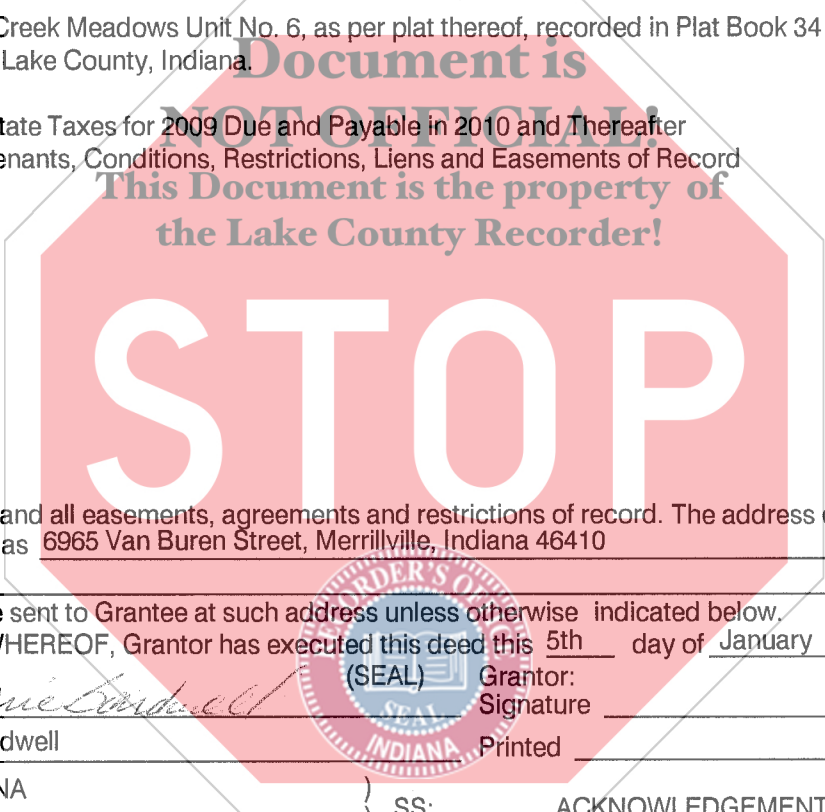 Creek Meadows Unit No. 6, as per plat thereof, recorded in Plat Book 34
Lake County, Indiana.
Document is
NOT OFFICIAL!
tate Taxes for 2009 Due and Payable in 2010 and Thereafter
enants, Conditions, Restrictions, Liens and Easements of Record
This Document is the property of
the Lake County Recorder!
STOP
and all easements, agreements and restrictions of record. The address
as 6965 Van Buren Street, Merrillville, Indiana 46410
RECORDER'S OFFICE
e sent to Grantee at such address unless otherwise indicated below.
WHEREOF, Grantor has executed this deed this 5th day of January
(SEAL) Grantor:
nie Bardwell Signature
SEAL
dwell INDIANA Printed
NA
SS: ACKNOWLEDGEMENT